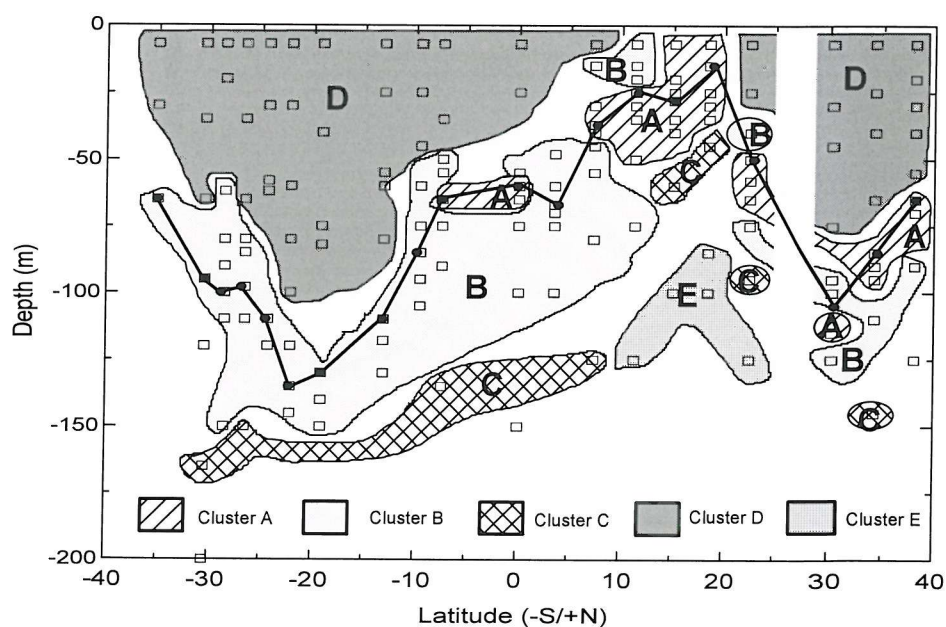 0
B
D
D
A
B
-50
C
A
A
B
E
C
-100
A
B
C
-150
C
Cluster A
Cluster B
Cluster C
Cluster D
Cluster E
-200
-40 -30 -20 -10 0 10 20 30 40
Depth (m)
Latitude (-S/+N)